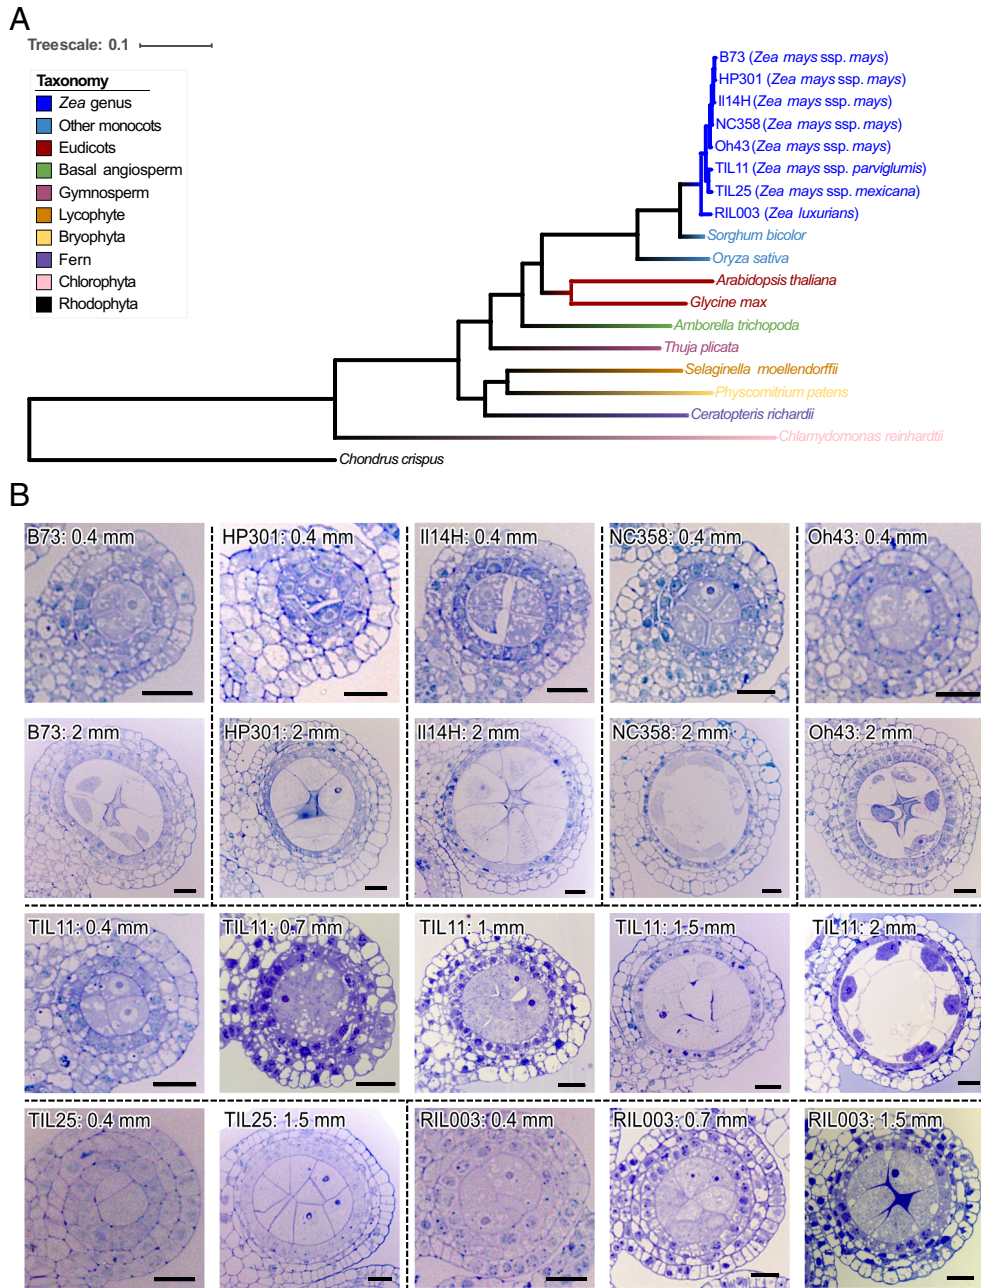 A
Tree scale: 0.1
Taxonomy
Zea genus
Other monocots
Eudicots
Basal angiosperm
Gymnosperm
Lycophyte
Bryophyta
Fern
Chlorophyta
Rhodophyta
B73 (Zea mays ssp. mays)
HP301 (Zea mays ssp. mays)
Il14H (Zea mays ssp. mays)
NC358 (Zea mays ssp. mays)
Oh43 (Zea mays ssp. mays)
TIL11 (Zea mays ssp. parviglumis)
TIL25 (Zea mays ssp. mexicana)
RIL003 (Zea luxurians)
Sorghum bicolor
Oryza sativa
Arabidopsis thaliana
Glycine max
Amborella trichopoda
Thuja plicata
Selaginella moellendorffii
Physcomitrium patens
Ceratopteris richardii
Chlamydomonas reinhardtii
Chondrus crispus
B
B73: 0.4 mm
HP301: 0.4 mm
Il14H: 0.4 mm
NC358: 0.4 mm
Oh43: 0.4 mm
B73: 2 mm
HP301: 2 mm
Il14H: 2 mm
NC358: 2 mm
Oh43: 2 mm
TIL11: 0.4 mm
TIL11: 0.7 mm
TIL11: 1 mm
TIL11: 1.5 mm
TIL11: 2 mm
TIL25: 0.4 mm
TIL25: 1.5 mm
RIL003: 0.4 mm
RIL003: 0.7 mm
RIL003: 1.5 mm